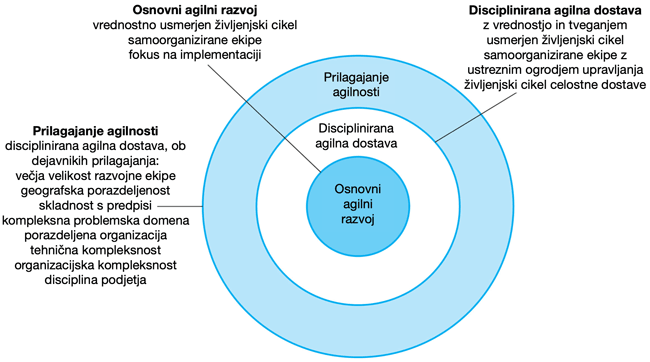 Osnovni agilni razvoj
vrednostno usmerjen življenjski cikel
samoorganizirane ekipe
fokus na implementaciji
Disciplinirana agilna dostava
z vrednostjo in tveganjem
usmerjen življenjski cikel
samoorganizirane ekipe z
ustreznim ogrodjem upravljanja
življenjski cikel celostne dostave
Prilagajanje agilnosti
disciplinirana agilna dostava, ob
dejavnikih prilagajanja:
večja velikost razvojne ekipe
geografska porazdeljenost
skladnost s predpisi
kompleksna problemska domena
porazdeljena organizacija
tehnična kompleksnost
organizacijska kompleksnost
disciplina podjetja
Prilagajanje
agilnosti
Disciplinirana
agilna dostava
Osnovni
agilni
razvoj